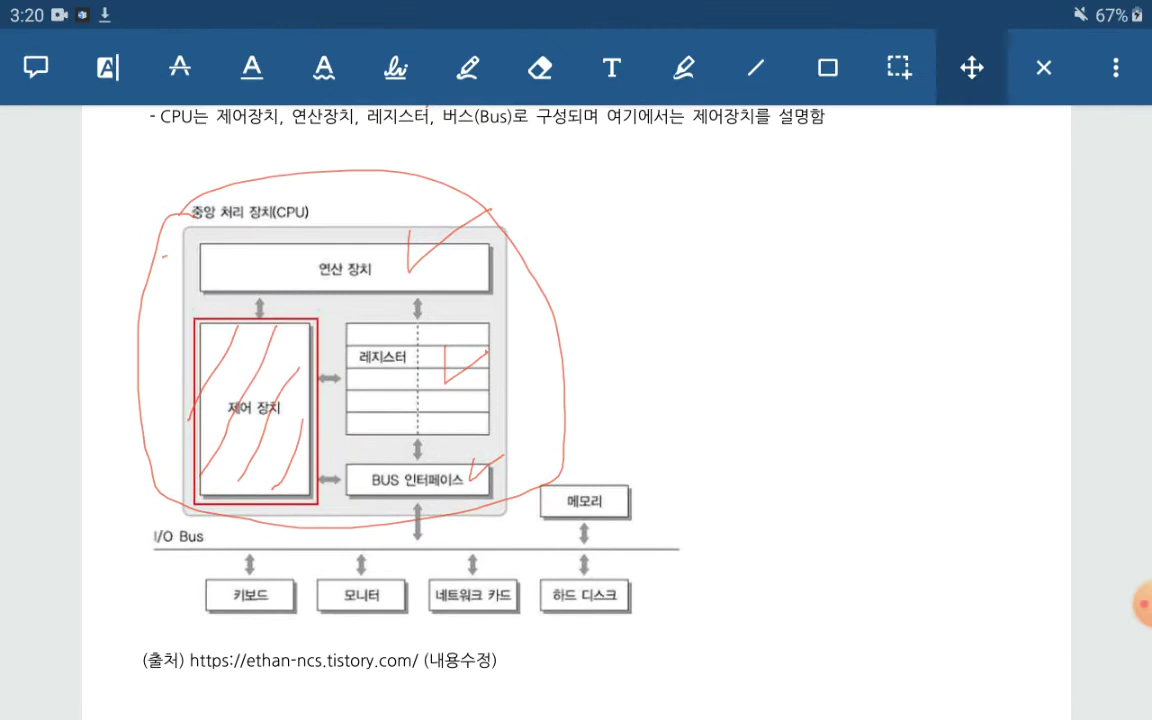 3:20
67%
- CPU는 제어장치, 연산장치, 레지스터, 버스(Bus)로 구성되며 여기에서는 제어장치를 설명함
중앙 처리 장치(CPU)
연산 장치
레지스터
제어 장치
BUS 인터페이스
메모리
I/O Bus
키보드 모니터 네트워크 카드 하드 디스크
(출처) https://ethan-ncs.tistory.com/ (내용수정)